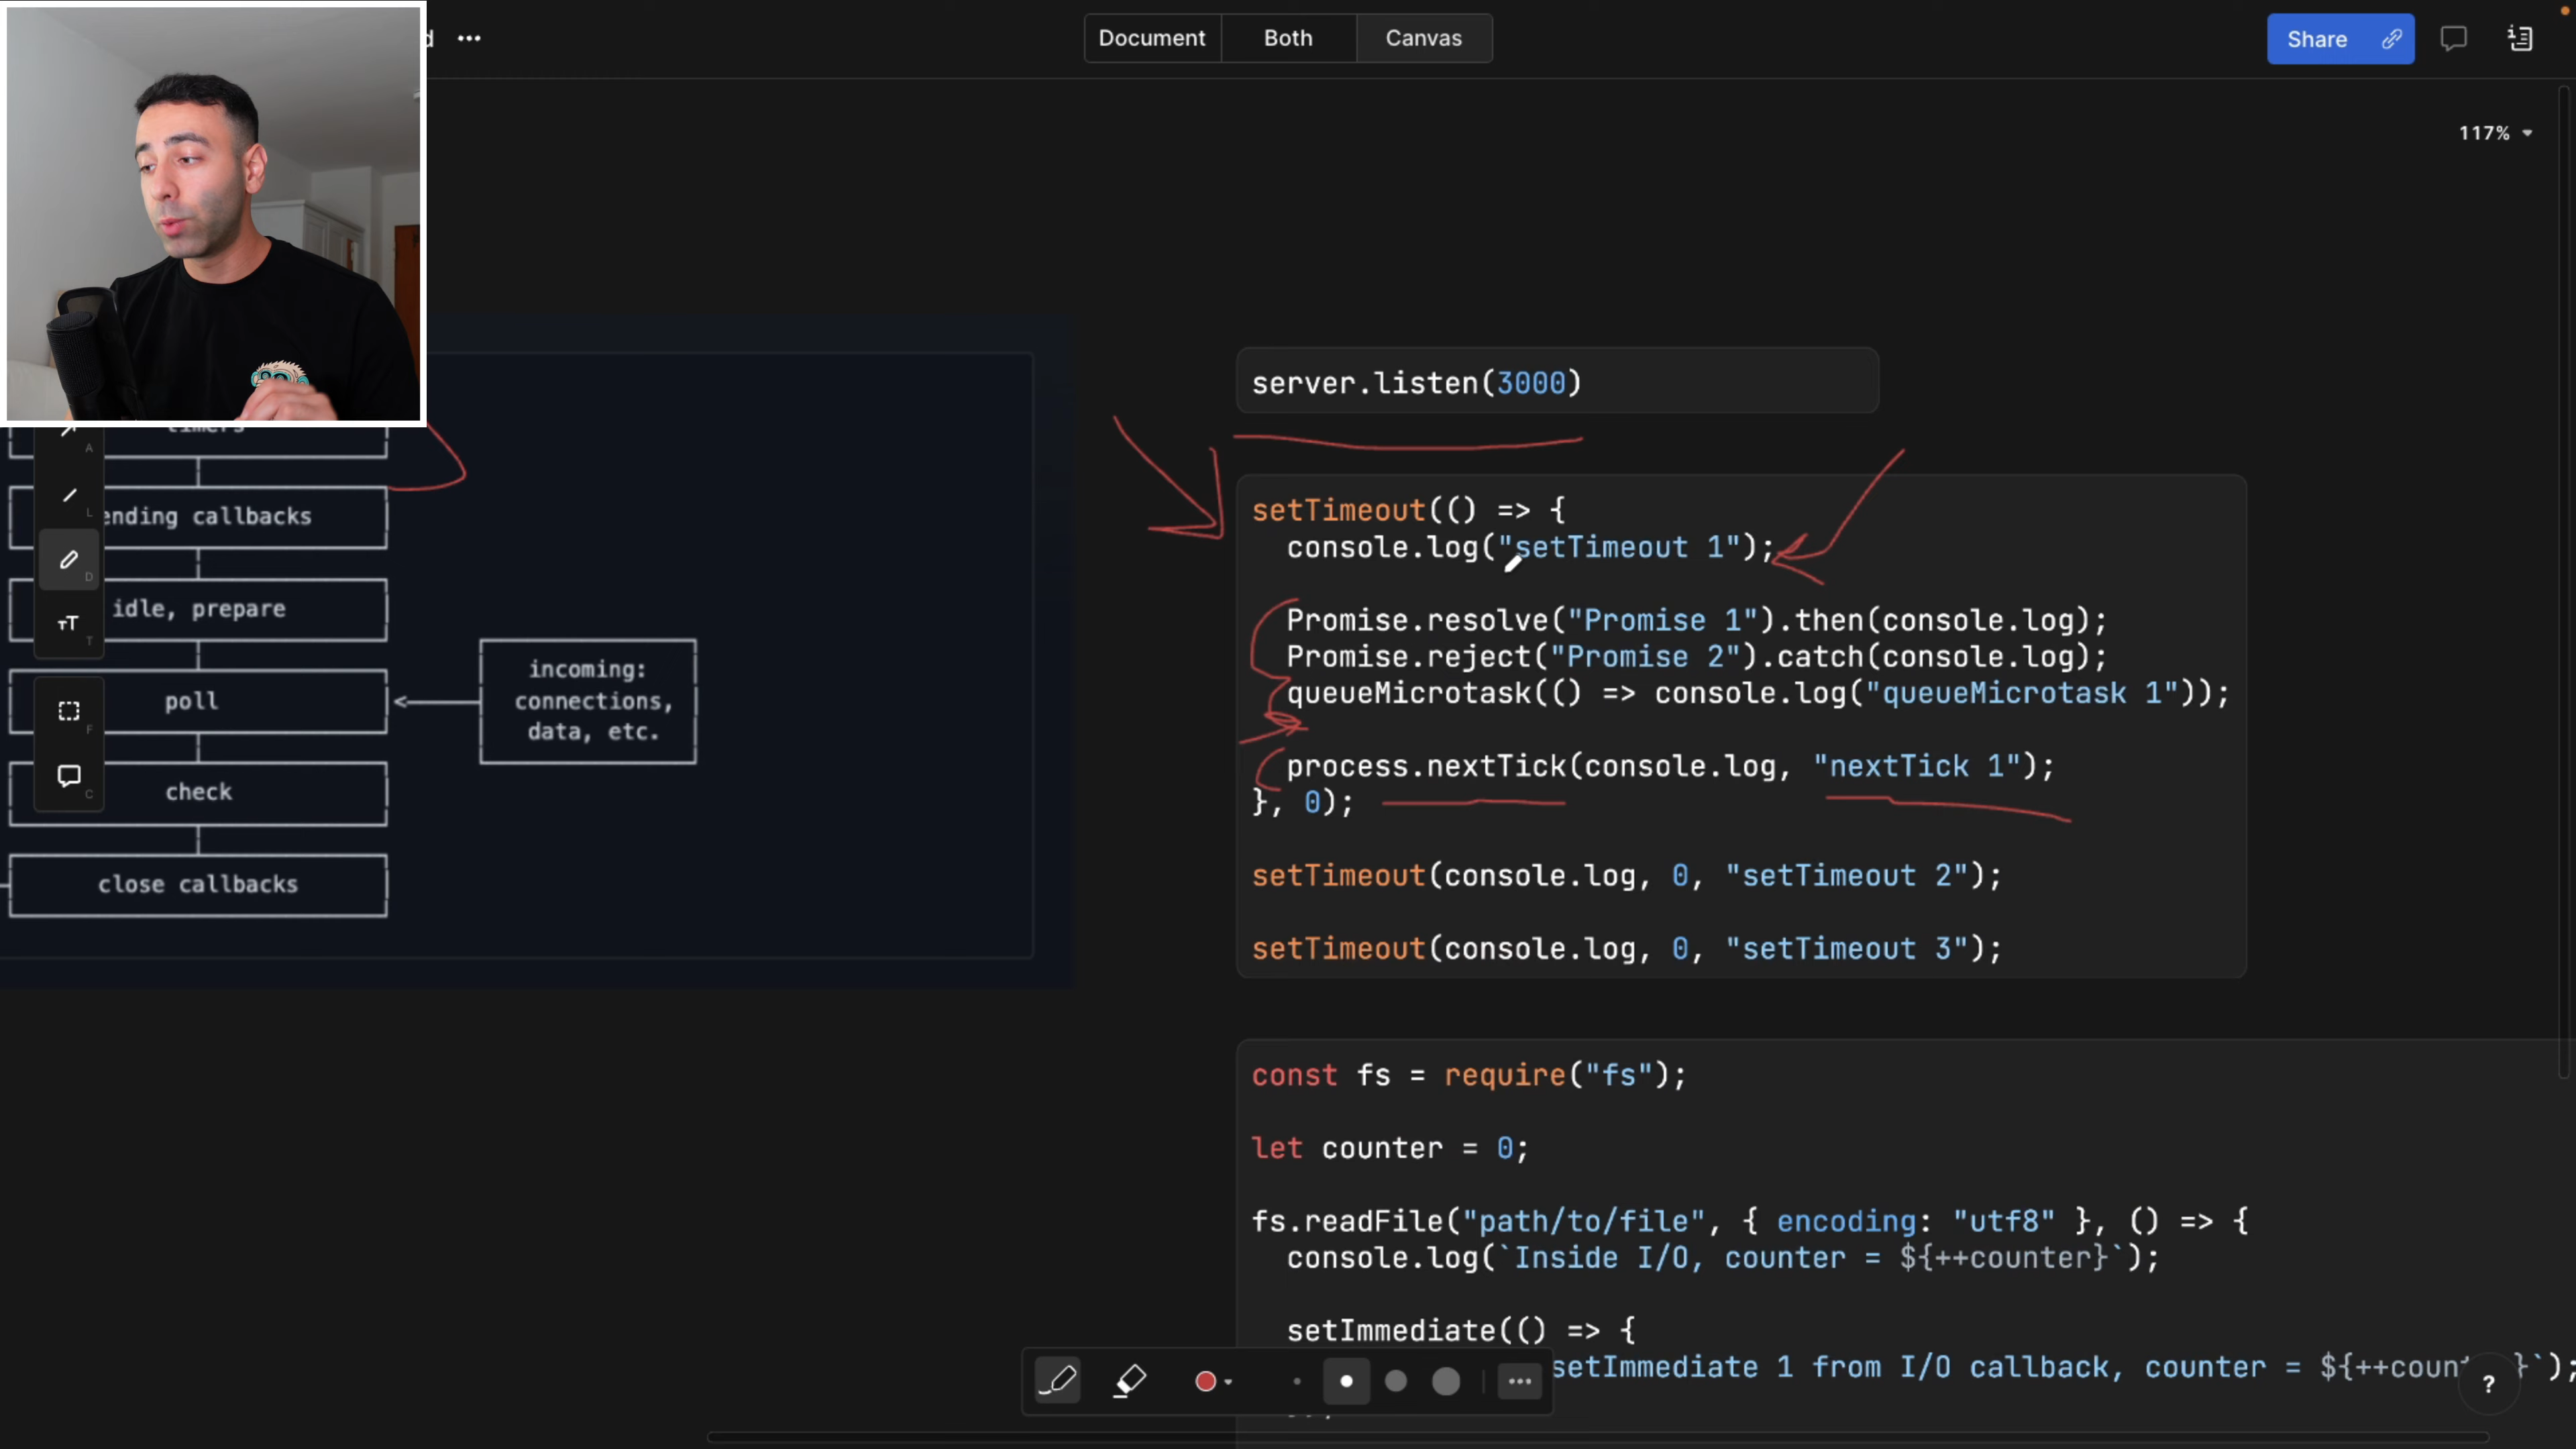 Document
Both
Canvas
Share
117%
A
L
D
T
F
C
ending callbacks
idle, prepare
poll
check
close callbacks
incoming:
connections,
data, etc.
server.listen(3000)
setTimeout(() => {
console.log("setTimeout 1");
Promise.resolve("Promise 1").then(console.log);
Promise.reject("Promise 2").catch(console.log);
queueMicrotask(() => console.log("queueMicrotask 1"));
process.nextTick(console.log, "nextTick 1");
}, 0);
setTimeout(console.log, 0, "setTimeout 2");
setTimeout(console.log, 0, "setTimeout 3");
const fs = require("fs");
let counter = 0;
fs.readFile("path/to/file", { encoding: "utf8" }, () => {
console.log(`Inside I/O, counter = ${++counter}`);
setImmediate(() => {
setImmediate 1 from I/O callback, counter = ${++coun
?